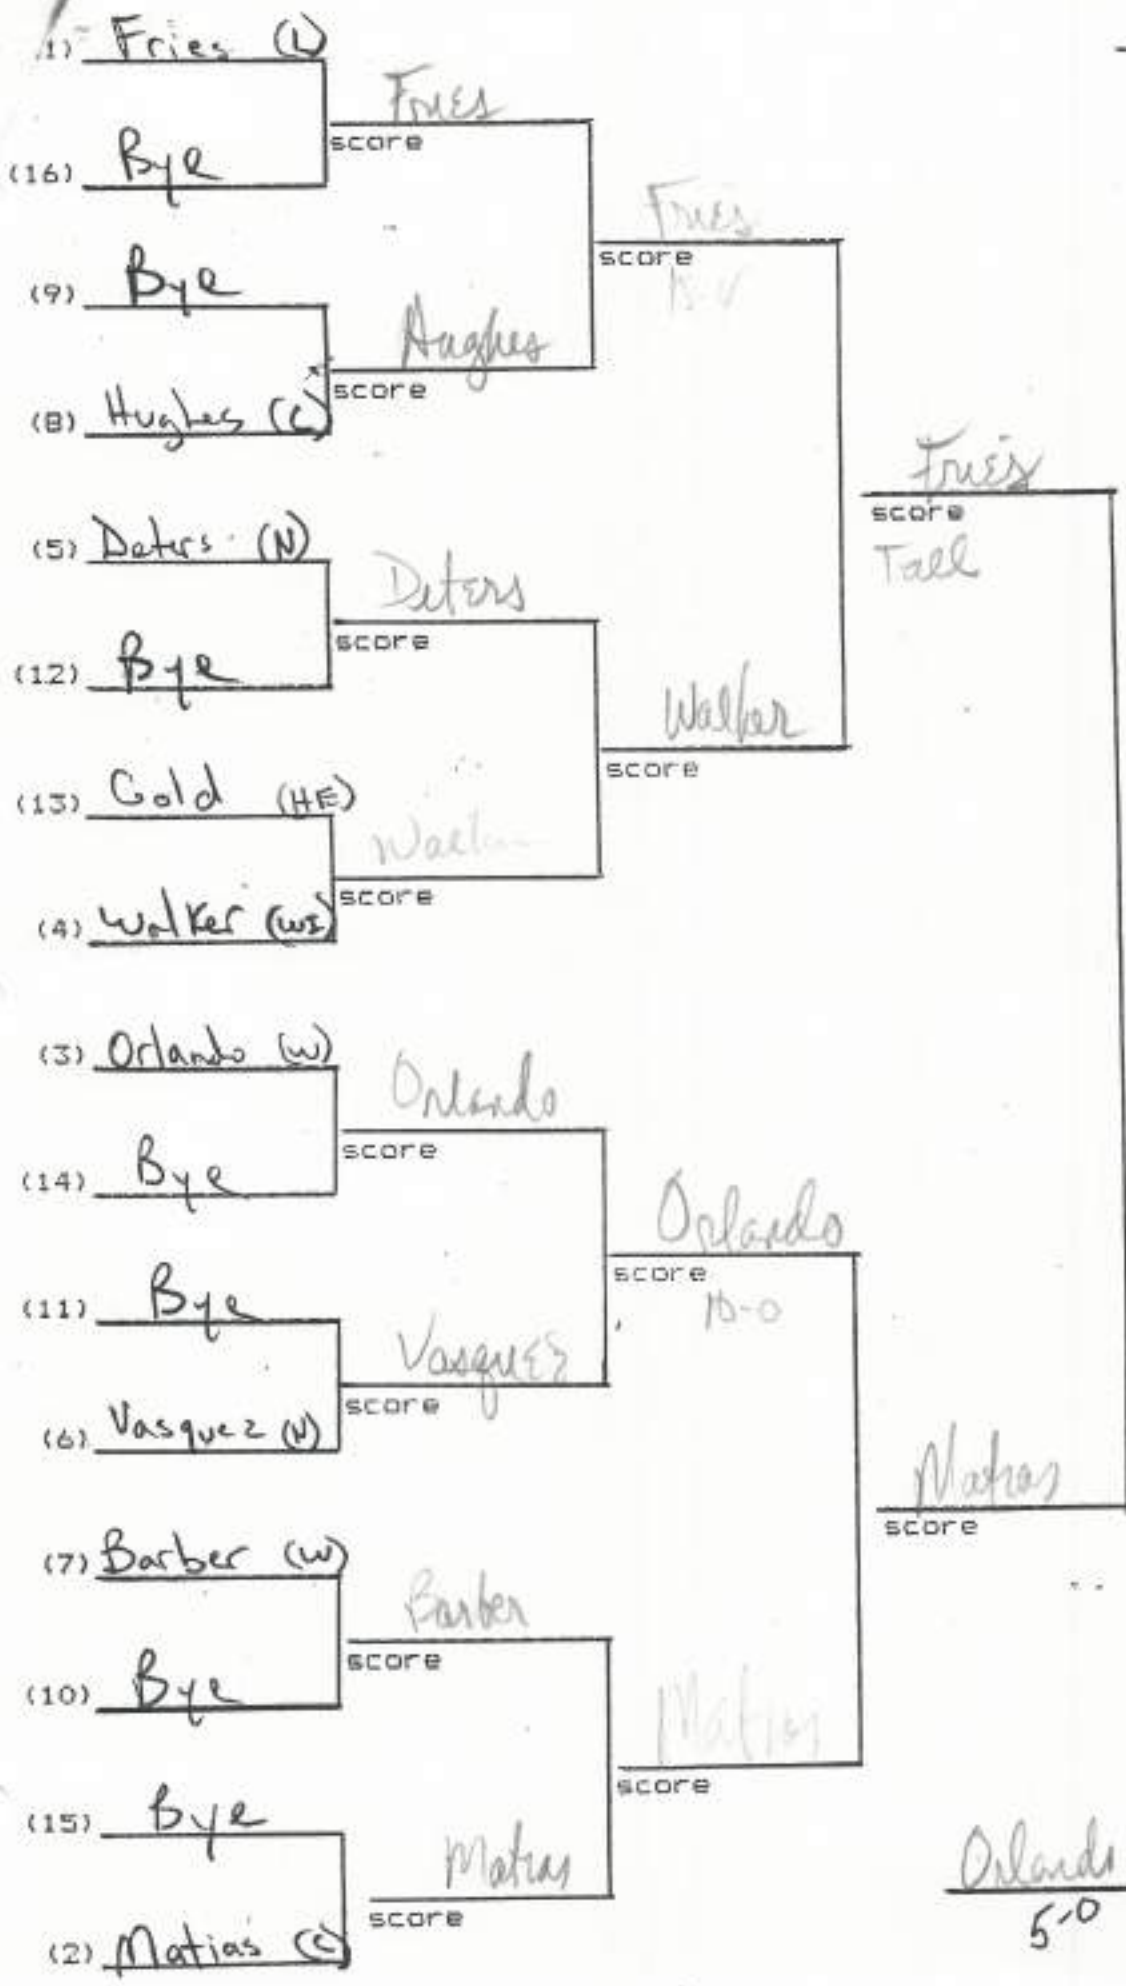 (1) Fries (L)
Fries
score
(16) Bye
Fries
score
(9) Bye
Hughes
score
(8) Hughes (C)
Fries
score
Tall
(5) Deters (N)
Deters
score
(12) Bye
Walker
score
(13) Gold (HE)
score
(4) Walker (WI)
(3) Orlando (W)
Orlando
score
(14) Bye
Orlando
score
10-0
(11) Bye
Vasquez
score
(6) Vasquez (N)
Matias
score
(7) Barber (W)
Barber
score
(10) Bye
Matias
score
(15) Bye
Matias
score
(2) Matias (C)
Orlando
5-0